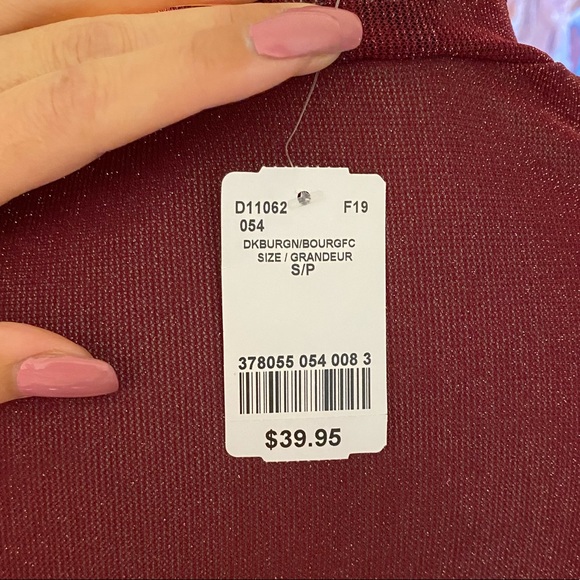 D11062 F19
054
DKBURGN/BOURGFC
SIZE / GRANDEUR
S/P
378055 054 008 3
$39.95